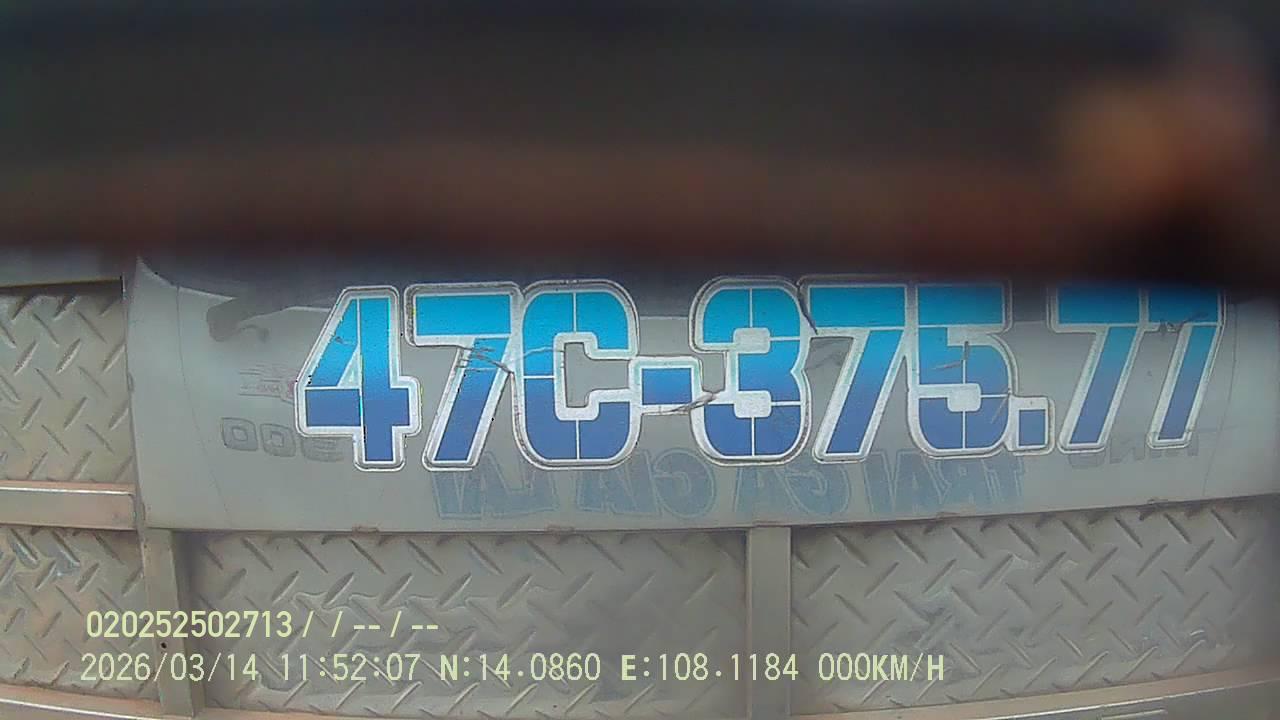 47C-375.77
020252502713 / / -- / --
2026/03/14 11:52:07 N:14.0860 E:108.1184 000KM/H